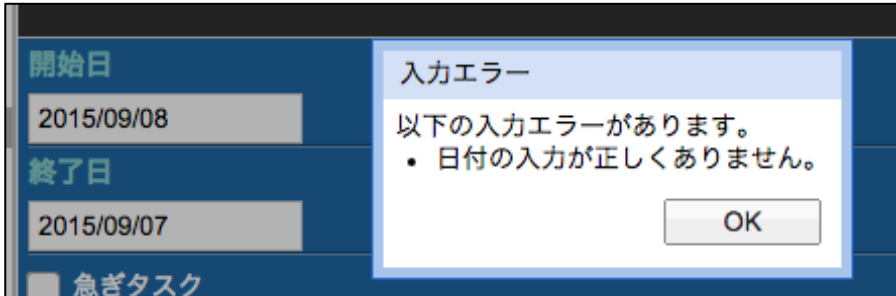 開始日
2015/09/08
終了日
2015/09/07
急ぎタスク
入力エラー
以下の入力エラーがあります。
• 日付の入力が正しくありません。
OK